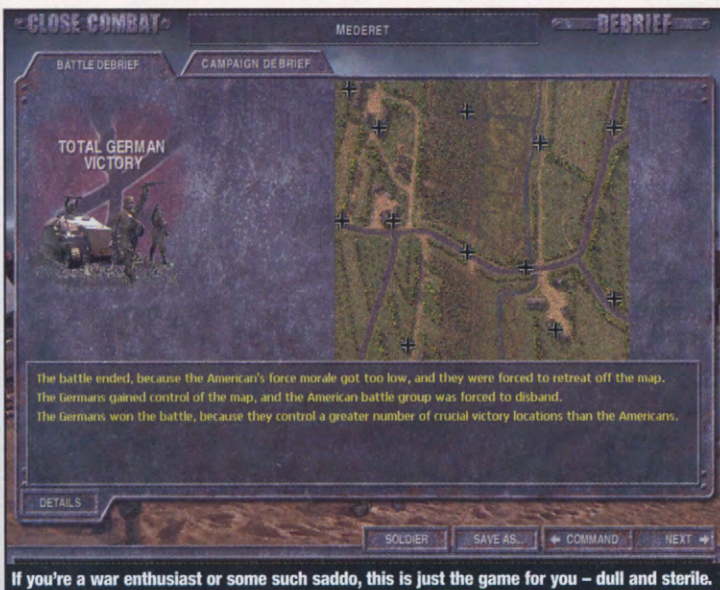 CLOSE COMBAT
MEDERET
DEBRIEF
BATTLE DEBRIEF
CAMPAIGN DEBRIEF
TOTAL GERMAN
VICTORY
The battle ended, because the American's force morale got too low, and they were forced to retreat off the map.
The Germans gained control of the map, and the American battle group was forced to disband.
The Germans won the battle, because they control a greater number of crucial victory locations than the Americans.
DETAILS
SOLDIER
SAVE AS...
COMMAND
NEXT
If you're a war enthusiast or some such saddo, this is just the game for you – dull and sterile.